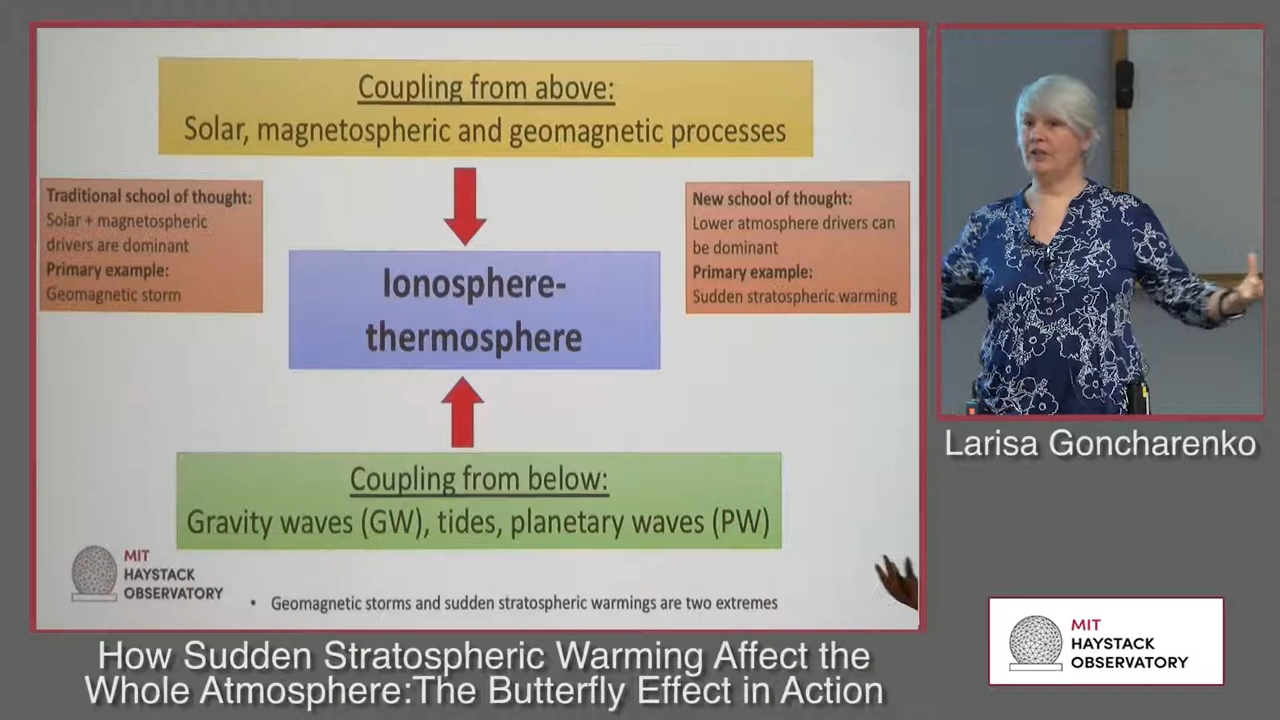 Coupling from above:
Solar, magnetospheric and geomagnetic processes
Traditional school of thought:
Solar + magnetospheric
drivers are dominant
Primary example:
Geomagnetic storm
New school of thought:
Lower atmosphere drivers can
be dominant
Primary example:
Sudden stratospheric warming
Ionosphere-
thermosphere
Coupling from below:
Gravity waves (GW), tides, planetary waves (PW)
MIT
HAYSTACK
OBSERVATORY
• Geomagnetic storms and sudden stratospheric warmings are two extremes
Larisa Goncharenko
How Sudden Stratospheric Warming Affect the
Whole Atmosphere:The Butterfly Effect in Action
MIT
HAYSTACK
OBSERVATORY